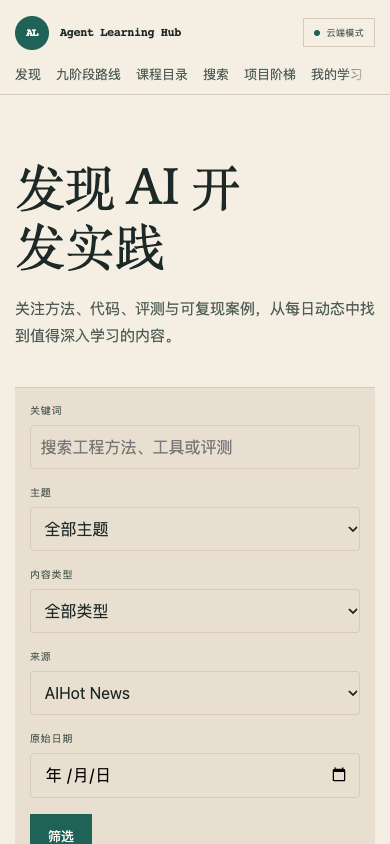 AL
Agent Learning Hub
云端模式
发现 九阶段路线 课程目录 搜索 项目阶梯 我的学习
发现 AI 开
发实践
关注方法、代码、评测与可复现案例，从每日动态中找
到值得深入学习的内容。
关键词
搜索工程方法、工具或评测
主题
全部主题
内容类型
全部类型
来源
AIHot News
原始日期
年 /月/日
筛选